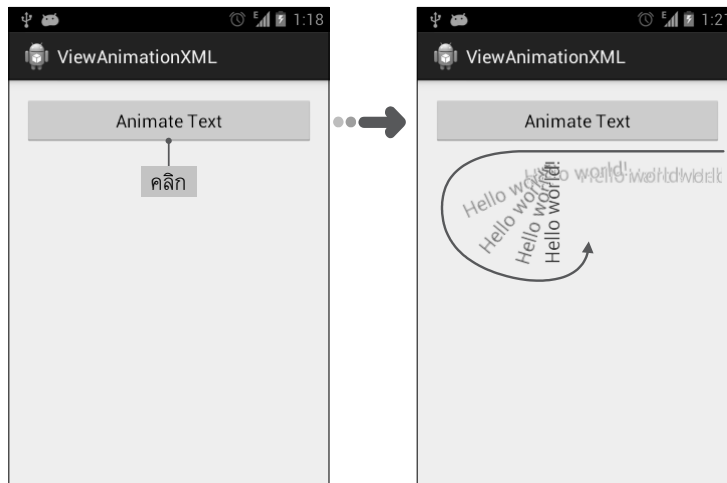 E 1:18
ViewAnimationXML
Animate Text
คลิก
E 1:21
ViewAnimationXML
Animate Text
Hello world!
Hello world!
Hello world!
Hello world!